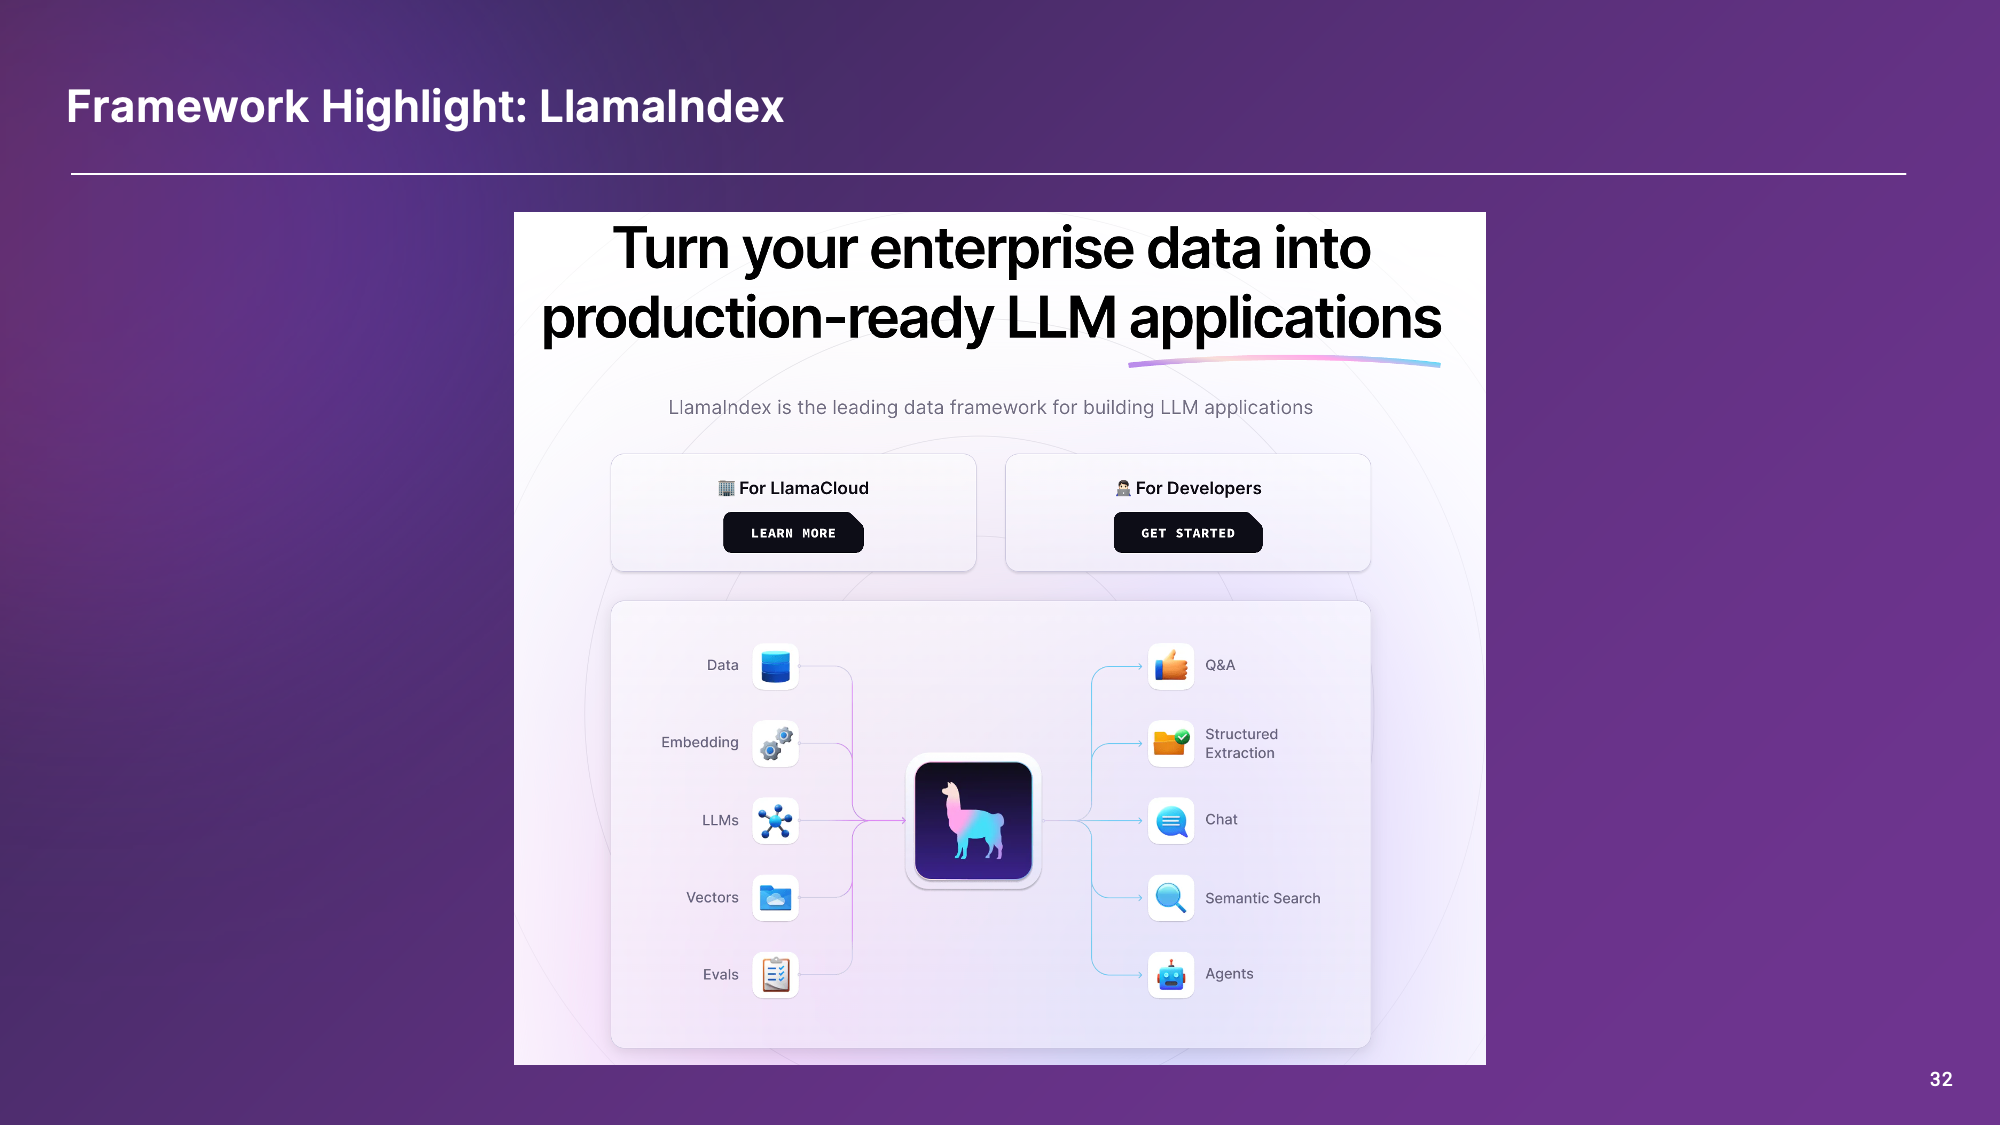 Framework Highlight: LlamaIndex
Turn your enterprise data into
production-ready LLM applications
LlamaIndex is the leading data framework for building LLM applications
For LlamaCloud
LEARN MORE
For Developers
GET STARTED
Data
Embedding
LLMs
Vectors
Evals
Q&A
Structured
Extraction
Chat
Semantic Search
Agents
32